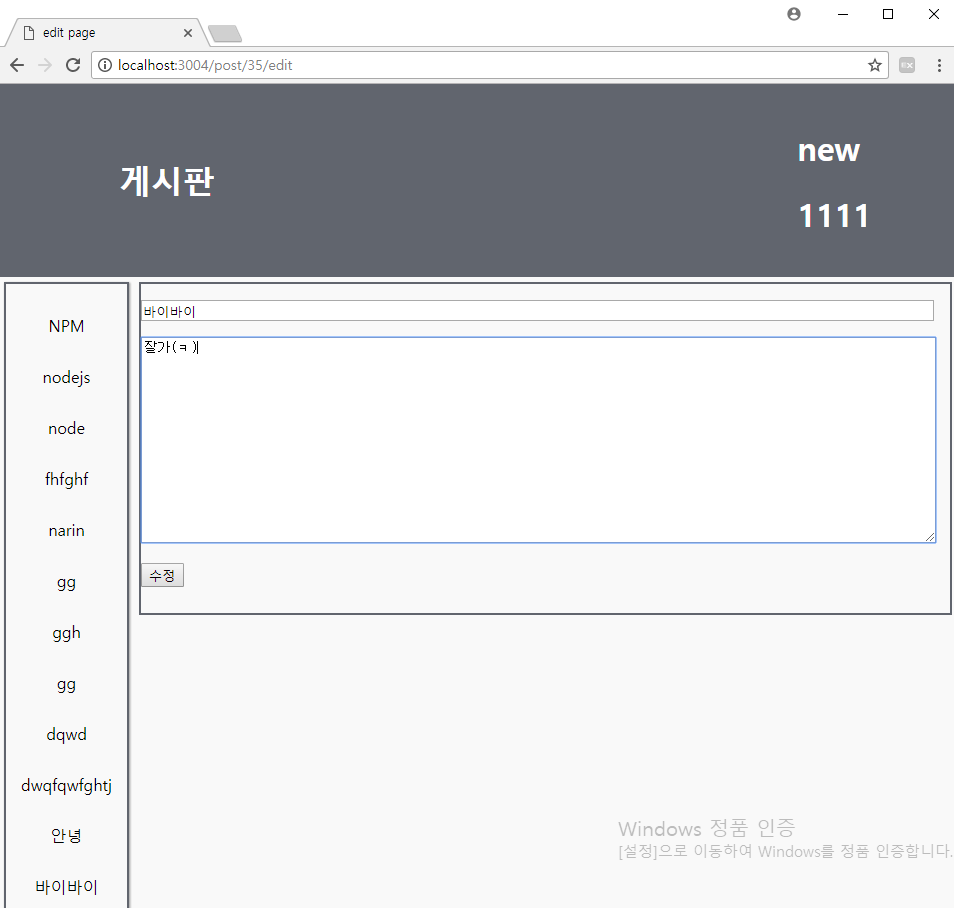 edit page
localhost:3004/post/35/edit
게시판
new
1111
NPM
nodejs
node
fhfghf
narin
gg
ggh
gg
dqwd
dwqfqwfghtj
안녕
바이바이
바이바이
잘가(ㅋ)
수정
Windows 정품 인증
[설정]으로 이동하여 Windows를 정품 인증합니다.